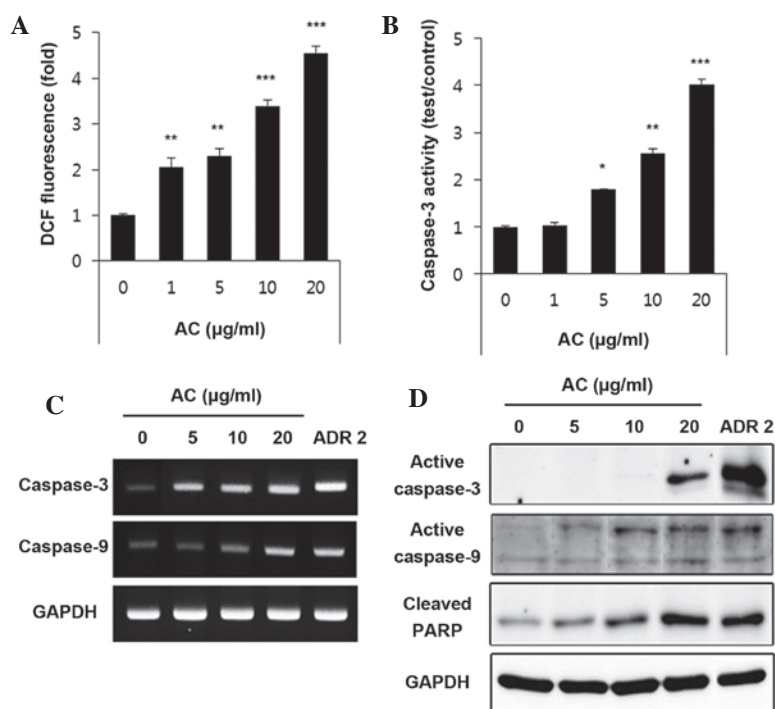 A
DCF fluorescence (fold)
5
4
3
2
1
0
**
**
***
***
0 1 5 10 20
AC (µg/ml)
B
Caspase-3 activity (test/control)
5
4
3
2
1
0
*
**
***
0 1 5 10 20
AC (µg/ml)
C
AC (µg/ml)
0 5 10 20 ADR 2
Caspase-3
Caspase-9
GAPDH
D
AC (µg/ml)
0 5 10 20 ADR 2
Active
caspase-3
Active
caspase-9
Cleaved
PARP
GAPDH